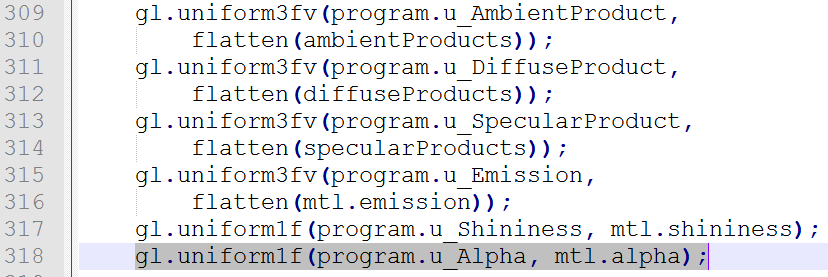 309 gl.uniform3fv(program.u_AmbientProduct,
310 flatten(ambientProducts));
311 gl.uniform3fv(program.u_DiffuseProduct,
312 flatten(diffuseProducts));
313 gl.uniform3fv(program.u_SpecularProduct,
314 flatten(specularProducts));
315 gl.uniform3fv(program.u_Emission,
316 flatten(mtl.emission));
317 gl.uniform1f(program.u_Shininess, mtl.shininess);
318 gl.uniform1f(program.u_Alpha, mtl.alpha);